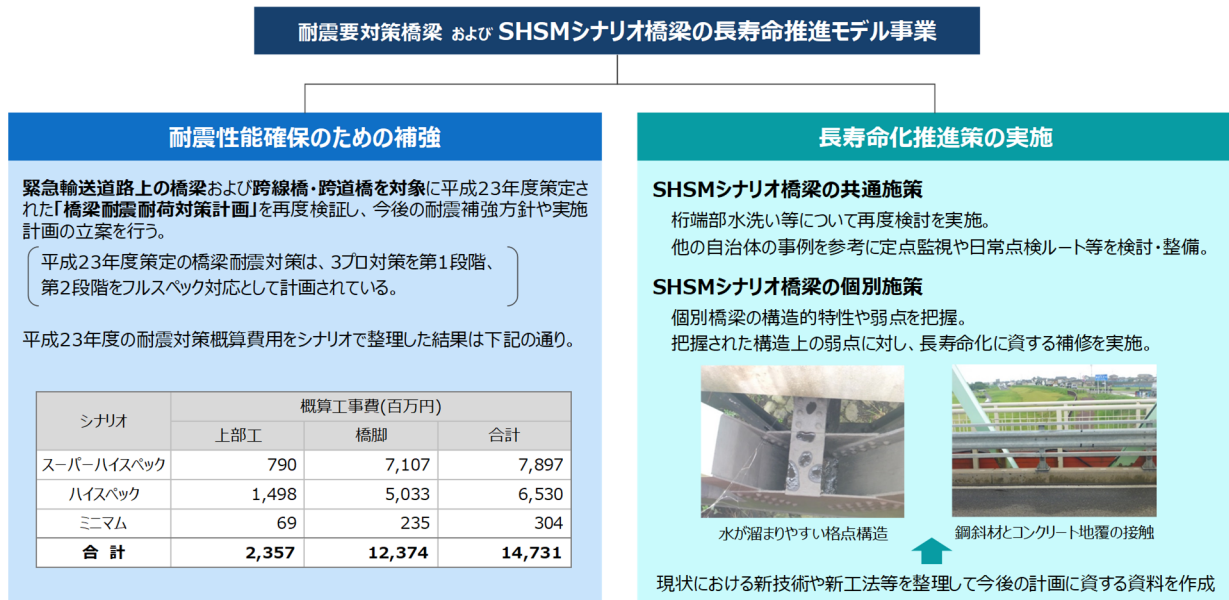 耐震要対策橋梁 および SHSMシナリオ橋梁の長寿命推進モデル事業
耐震性能確保のための補強
緊急輸送道路上の橋梁および跨線橋・跨道橋を対象に平成23年度策定さ
れた「橋梁耐震耐荷対策計画」を再度検証し、今後の耐震補強方針や実施
計画の立案を行う。
平成23年度策定の橋梁耐震対策は、3プロ対策を第1段階、
第2段階をフルスペック対応として計画されている。
平成23年度の耐震対策概算費用をシナリオで整理した結果は下記の通り。
シナリオ 概算工事費(百万円)
上部工 橋脚 合計
スーパーハイスペック 790 7,107 7,897
ハイスペック 1,498 5,033 6,530
ミニマム 69 235 304
合 計 2,357 12,374 14,731
長寿命化推進策の実施
SHSMシナリオ橋梁の共通施策
桁端部水洗い等について再度検討を実施。
他の自治体の事例を参考に定点監視や日常点検ルート等を検討・整備。
SHSMシナリオ橋梁の個別施策
個別橋梁の構造的特性や弱点を把握。
把握された構造上の弱点に対し、長寿命化に資する補修を実施。
水が溜まりやすい格点構造
鋼斜材とコンクリート地覆の接触
現状における新技術や新工法等を整理して今後の計画に資する資料を作成